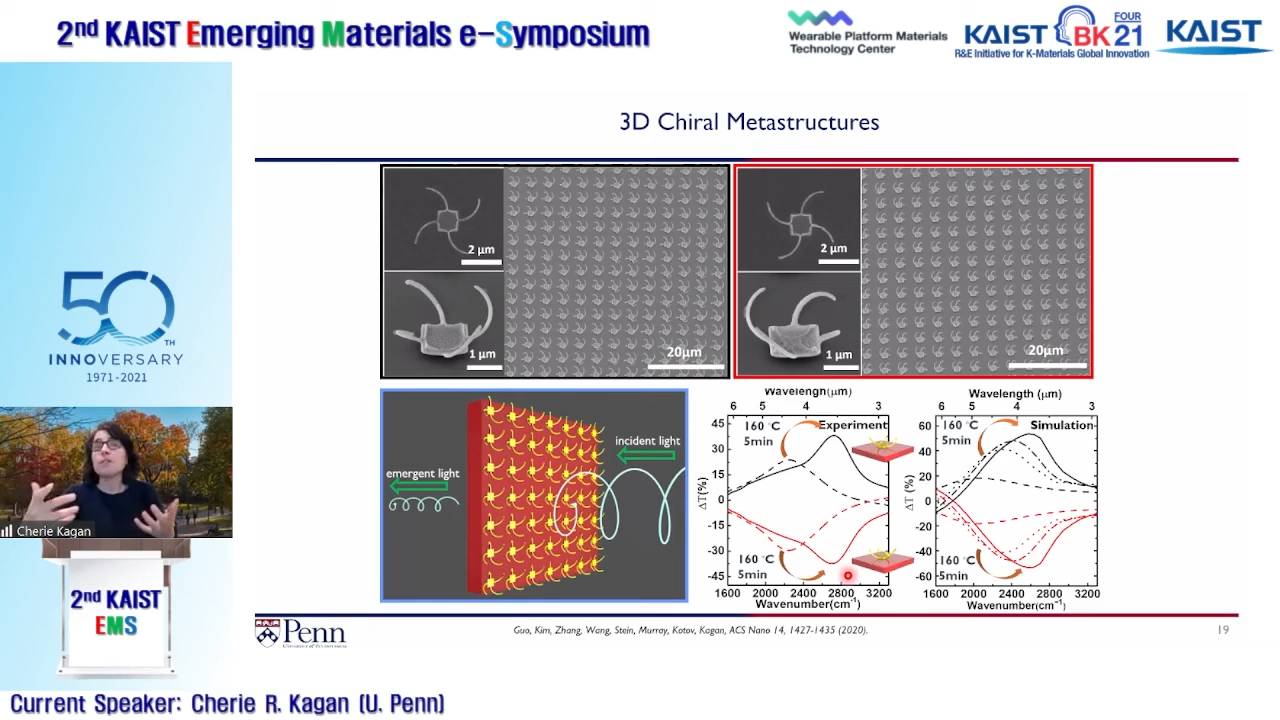 2nd KAIST Emerging Materials e-Symposium
Wearable Platform Materials
Technology Center
KAIST BK FOUR 21
R&E Initiative for K-Materials Global Innovation
KAIST
3D Chiral Metastructures
2 µm
1 µm
20µm
2 µm
1 µm
20µm
50TH
INNOVERSARY
1971-2021
Cherie Kagan
2nd KAIST
EMS
incident light
emergent light
Wavelengh(µm)
6 5 4 3
45
30
15
0
-15
-30
-45
ΔT(%)
160 °C
5min
Experiment
160 °C
5min
1600 2000 2400 2800 3200
Wavenumber(cm-1)
Wavelength (µm)
6 5 4 3
60
40
20
0
-20
-40
-60
ΔT (%)
160 °C
5min
Simulation
160 °C
5min
1600 2000 2400 2800 3200
Wavenumber(cm-1)
Penn
University of Pennsylvania
Guo, Kim, Zhang, Wang, Stein, Murray, Kotov, Kagan, ACS Nano 14, 1427-1435 (2020).
19
Current Speaker: Cherie R. Kagan (U. Penn)